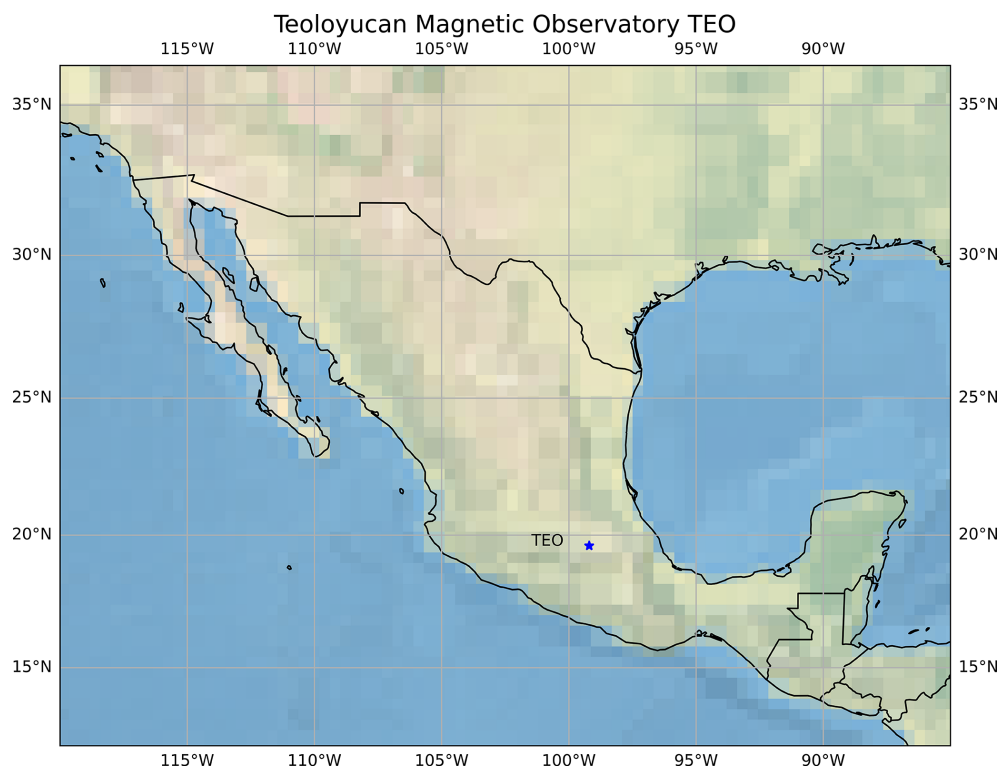 Teoloyucan Magnetic Observatory TEO
115°W 110°W 105°W 100°W 95°W 90°W
35°N 35°N
30°N 30°N
25°N 25°N
20°N 20°N
TEO
15°N 15°N
115°W 110°W 105°W 100°W 95°W 90°W